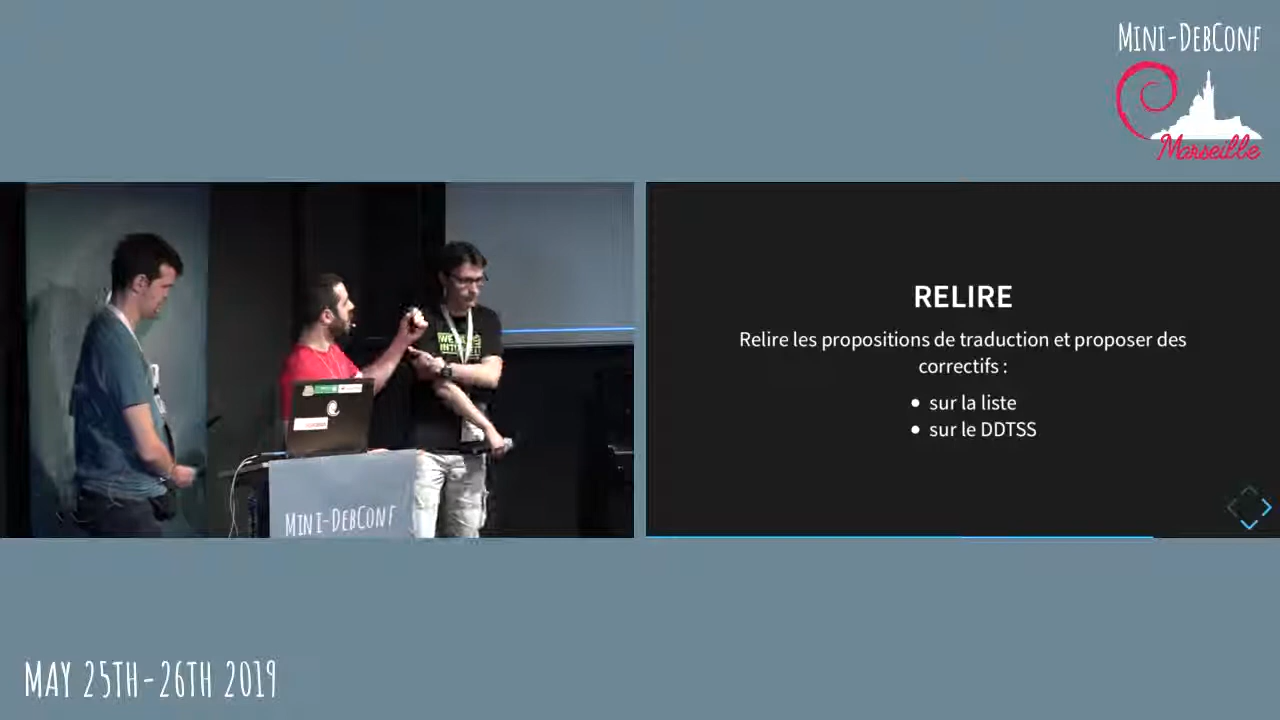 MINI-DEBCONF
Marseille
RELIRE
Relire les propositions de traduction et proposer des
correctifs :
• sur la liste
• sur le DDTSS
MINI-DEBCONF
MAY 25TH-26TH 2019